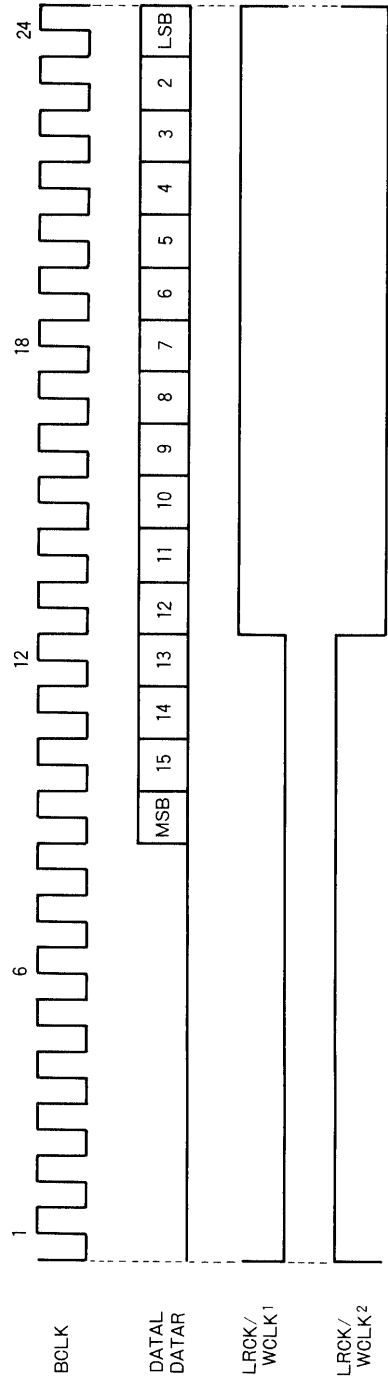 1 6 12 18 24
BCLK
DATAL
DATAR
MSB 15 14 13 12 11 10 9 8 7 6 5 4 3 2 LSB
LRCK/
WCLK1
LRCK/
WCLK2